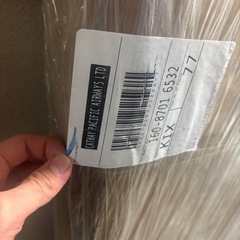 CATHAY PACIFIC AIRWAYS LTD
160-8701 6532
KIX 77